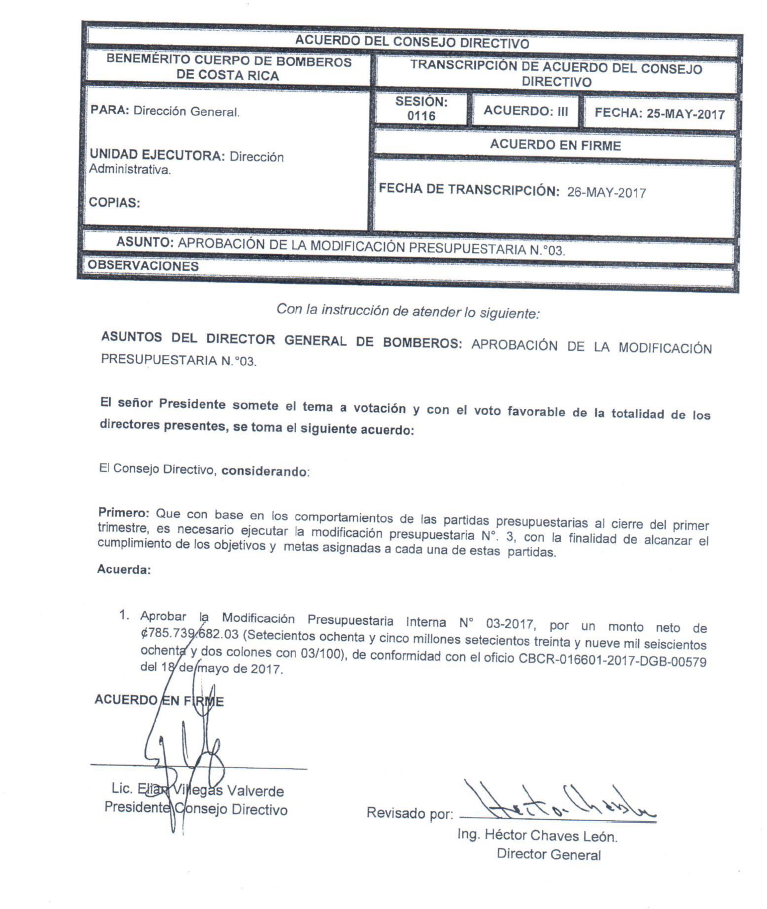 ACUERDO DEL CONSEJO DIRECTIVO
BENEMÉRITO CUERPO DE BOMBEROS
DE COSTA RICA
TRANSCRIPCIÓN DE ACUERDO DEL CONSEJO
DIRECTIVO
PARA: Dirección General.
UNIDAD EJECUTORA: Dirección
Administrativa.
COPIAS:
SESIÓN:
0116
ACUERDO: III
FECHA: 25-MAY-2017
ACUERDO EN FIRME
FECHA DE TRANSCRIPCIÓN: 26-MAY-2017
ASUNTO: APROBACIÓN DE LA MODIFICACIÓN PRESUPUESTARIA N.°03.
OBSERVACIONES
Con la instrucción de atender lo siguiente:
ASUNTOS DEL DIRECTOR GENERAL DE BOMBEROS: APROBACIÓN DE LA MODIFICACIÓN
PRESUPUESTARIA N.°03.
El señor Presidente somete el tema a votación y con el voto favorable de la totalidad de los
directores presentes, se toma el siguiente acuerdo:
El Consejo Directivo, considerando:
Primero: Que con base en los comportamientos de las partidas presupuestarias al cierre del primer
trimestre, es necesario ejecutar la modificación presupuestaria N°. 3, con la finalidad de alcanzar el
cumplimiento de los objetivos y metas asignadas a cada una de estas partidas.
Acuerda:
1. Aprobar la Modificación Presupuestaria Interna N° 03-2017, por un monto neto de
¢785.739.682.03 (Setecientos ochenta y cinco millones setecientos treinta y nueve mil seiscientos
ochenta y dos colones con 03/100), de conformidad con el oficio CBCR-016601-2017-DGB-00579
del 18 de mayo de 2017.
ACUERDO EN FIRME
Lic. Elian Villegas Valverde
Presidente Consejo Directivo
Revisado por:
Ing. Héctor Chaves León.
Director General